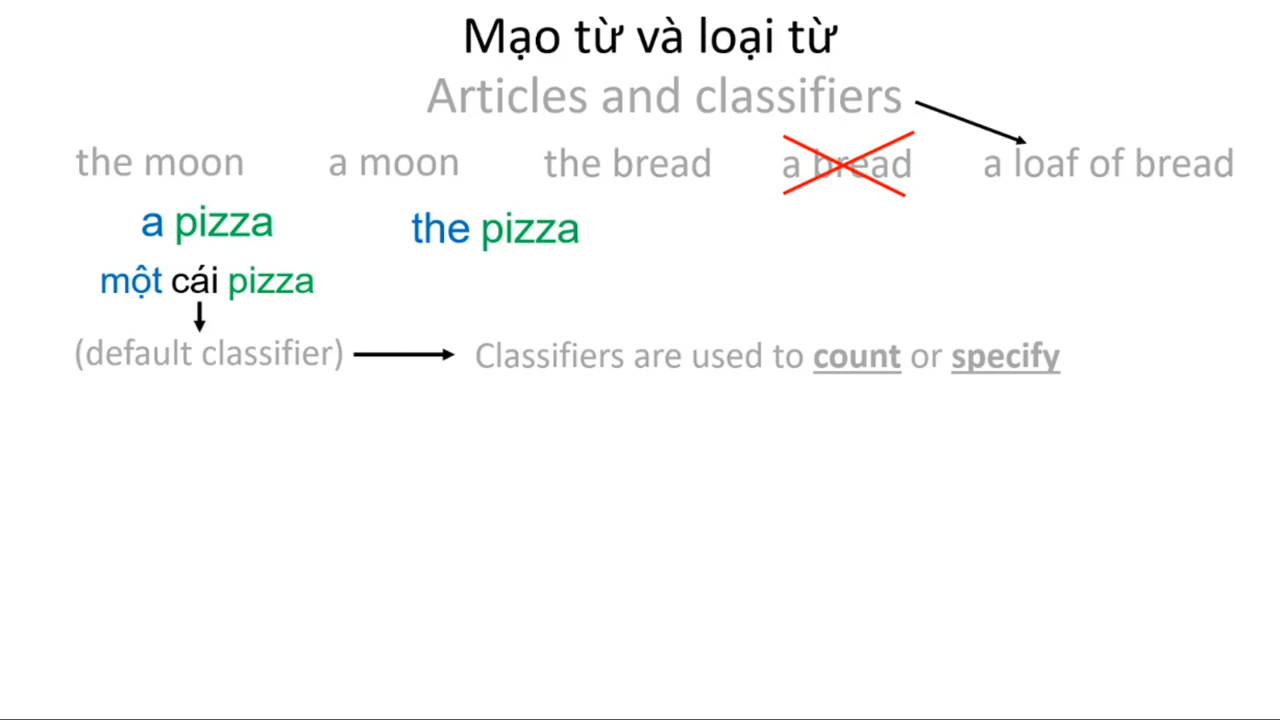 Mạo từ và loại từ
Articles and classifiers
the moon a moon the bread a bread a loaf of bread
a pizza the pizza
một cái pizza
(default classifier) Classifiers are used to count or specify